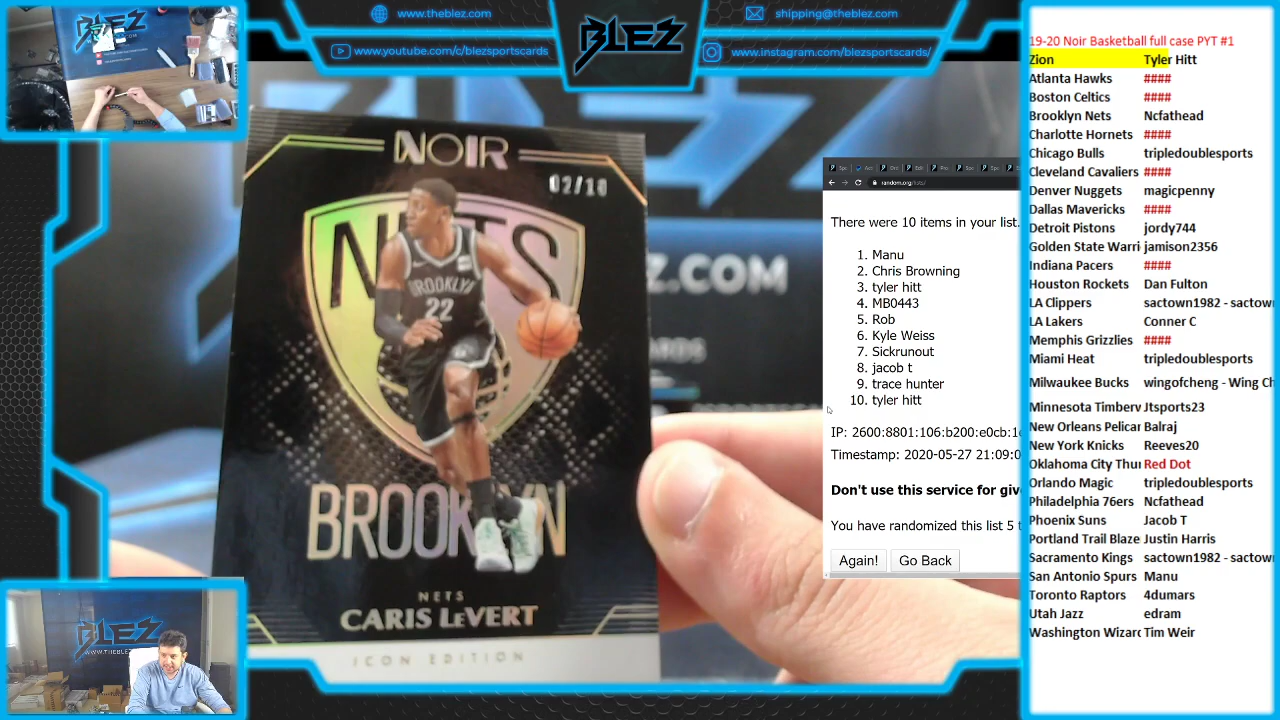 www.theblez.com
www.youtube.com/c/blezsportscards
BLEZ
shipping@theblez.com
www.instagram.com/blezsportscards/
NOIR
02/10
NETS
BROOKLYN
22
BROOKLYN
NETS
CARIS LeVERT
ICON EDITION
.COM
random.org/lists/
There were 10 items in your list.
1. Manu
2. Chris Browning
3. tyler hitt
4. MB0443
5. Rob
6. Kyle Weiss
7. Sickrunout
8. jacob t
9. trace hunter
10. tyler hitt
IP: 2600:8801:106:b200:e0cb:1
Timestamp: 2020-05-27 21:09:0
Don't use this service for giv
You have randomized this list 5 t
Again! Go Back
19-20 Noir Basketball full case PYT #1
Zion Tyler Hitt
Atlanta Hawks ####
Boston Celtics ####
Brooklyn Nets Ncfathead
Charlotte Hornets ####
Chicago Bulls tripledoublesports
Cleveland Cavaliers ####
Denver Nuggets magicpenny
Dallas Mavericks ####
Detroit Pistons jordy744
Golden State Warri jamison2356
Indiana Pacers ####
Houston Rockets Dan Fulton
LA Clippers sactown1982 - sactow
LA Lakers Conner C
Memphis Grizzlies ####
Miami Heat tripledoublesports
Milwaukee Bucks wingofcheng - Wing Ch
Minnesota Timberv Jtsports23
New Orleans Pelicar Balraj
New York Knicks Reeves20
Oklahoma City Thu Red Dot
Orlando Magic tripledoublesports
Philadelphia 76ers Ncfathead
Phoenix Suns Jacob T
Portland Trail Blaze Justin Harris
Sacramento Kings sactown1982 - sactow
San Antonio Spurs Manu
Toronto Raptors 4dumars
Utah Jazz edram
Washington Wizard Tim Weir
BLEZ